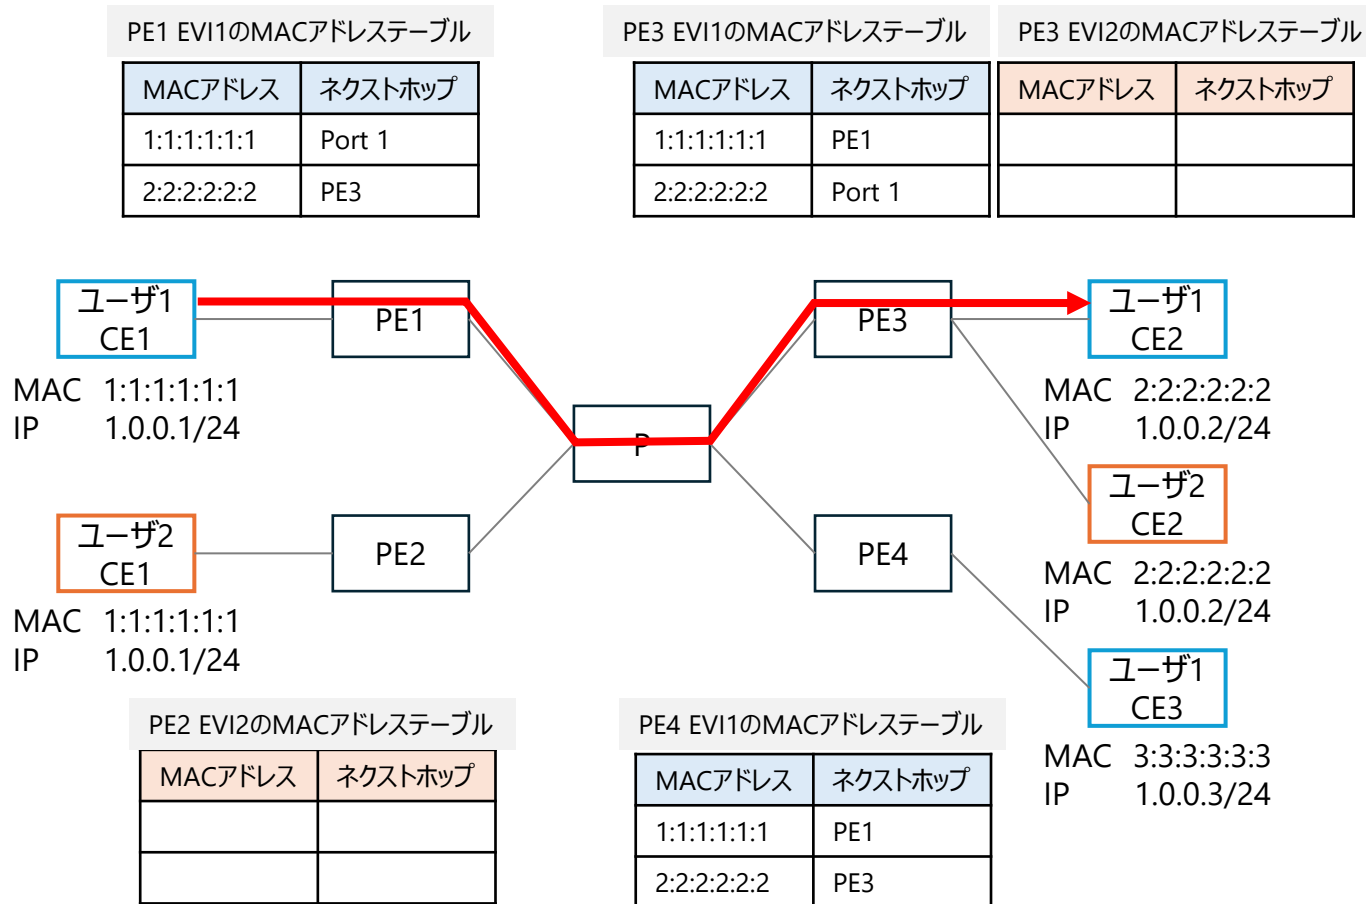 PE1 EVI1のMACアドレステーブル
MACアドレス ネクストホップ
1:1:1:1:1:1 Port 1
2:2:2:2:2:2 PE3
PE3 EVI1のMACアドレステーブル
MACアドレス ネクストホップ
1:1:1:1:1:1 PE1
2:2:2:2:2:2 Port 1
PE3 EVI2のMACアドレステーブル
MACアドレス ネクストホップ
ユーザ1
CE1
MAC 1:1:1:1:1:1
IP 1.0.0.1/24
PE1
PE3
ユーザ1
CE2
MAC 2:2:2:2:2:2
IP 1.0.0.2/24
P
ユーザ2
CE1
MAC 1:1:1:1:1:1
IP 1.0.0.1/24
PE2
PE4
ユーザ2
CE2
MAC 2:2:2:2:2:2
IP 1.0.0.2/24
ユーザ1
CE3
MAC 3:3:3:3:3:3
IP 1.0.0.3/24
PE2 EVI2のMACアドレステーブル
MACアドレス ネクストホップ
PE4 EVI1のMACアドレステーブル
MACアドレス ネクストホップ
1:1:1:1:1:1 PE1
2:2:2:2:2:2 PE3